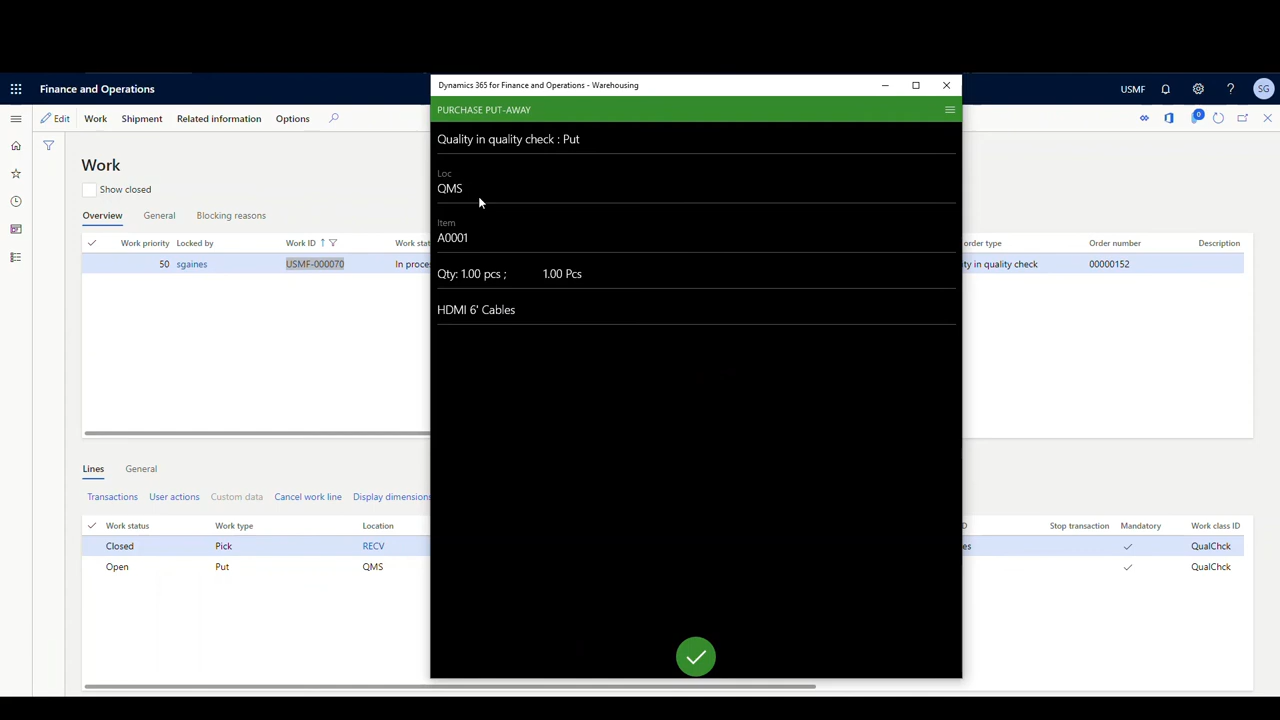 Finance and Operations
USMF
?
SG
Edit
Work
Shipment
Related information
Options
0
Work
Show closed
Overview
General
Blocking reasons
Work priority
Locked by
Work ID
Work stat
order type
Order number
Description
50
sgaines
USMF-000070
In proce
ty in quality check
00000152
Dynamics 365 for Finance and Operations - Warehousing
PURCHASE PUT-AWAY
Quality in quality check : Put
Loc
QMS
Item
A0001
Qty: 1.00 pcs ; 1.00 Pcs
HDMI 6' Cables
Lines
General
Transactions
User actions
Custom data
Cancel work line
Display dimensions
Work status
Work type
Location
D
Stop transaction
Mandatory
Work class ID
Closed
Pick
RECV
es
QualChck
Open
Put
QMS
QualChck